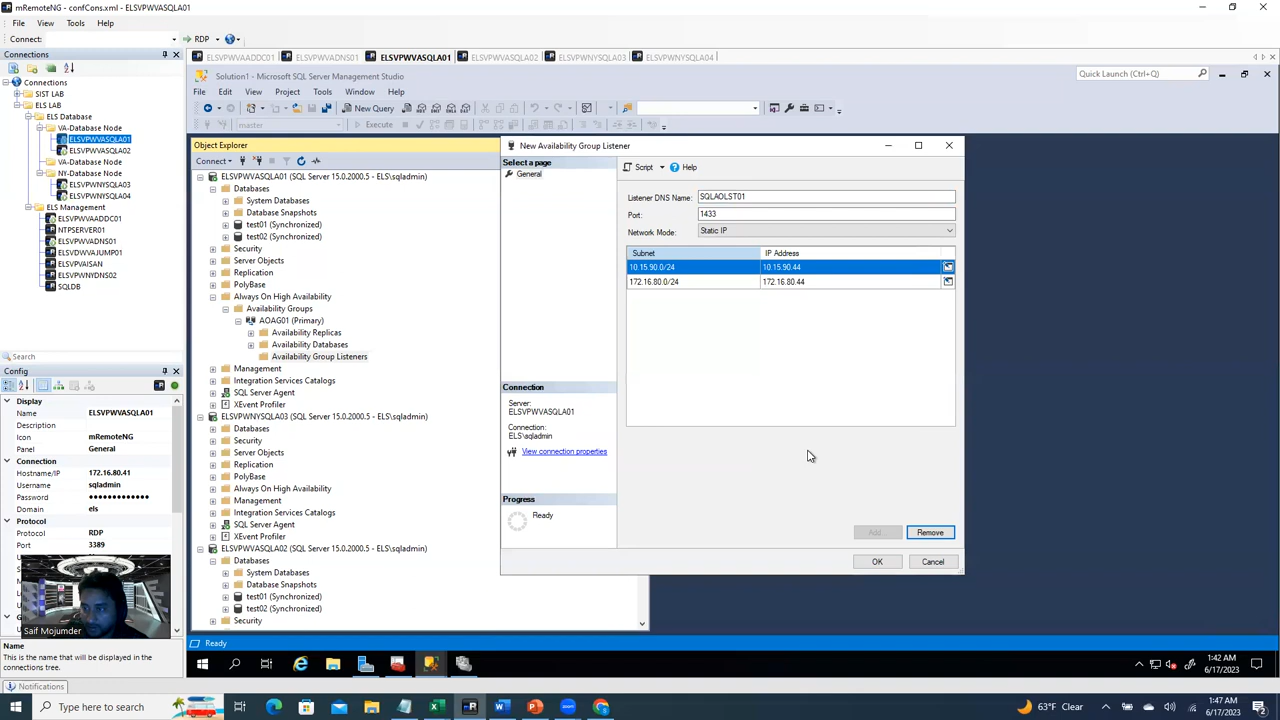 mRemoteNG - confCons.xml - ELSVPWVASQLA01
File View Tools Help
Connect: RDP
Connections
ELSVPWVAADDC01 ELSVPWVADNS01 ELSVPWVASQLA01 ELSVPWVASQLA02 ELSVPWNYSQLA03 ELSVPWNYSQLA04
Solution1 - Microsoft SQL Server Management Studio
Quick Launch (Ctrl+Q)
File Edit View Project Tools Window Help
New Query
master Execute
Connections
SIST LAB
ELS LAB
ELS Database
VA-Database Node
ELSVPWVASQLA01
ELSVPWVASQLA02
VA-Database Node
NY-Database Node
ELSVPWNYSQLA03
ELSVPWNYSQLA04
ELS Management
ELSVPWVAADDC01
NTPSERVER01
ELSVPWVADNS01
ELSVDWVAJUMP01
ELSVPVAISAN
ELSVPWNYDNS02
SQLDB
Search
Config
Display
Name ELSVPWVASQLA01
Description
Icon mRemoteNG
Panel General
Connection
Hostname/IP 172.16.80.41
Username sqladmin
Password ●●●●●●●●●●●●
Domain els
Protocol
Protocol RDP
Port 3389
Saif Mojumder
Name
This is the name that will be displayed in the
connections tree.
Notifications
Object Explorer
Connect
ELSVPWVASQLA01 (SQL Server 15.0.2000.5 - ELS\sqladmin)
Databases
System Databases
Database Snapshots
test01 (Synchronized)
test02 (Synchronized)
Security
Server Objects
Replication
PolyBase
Always On High Availability
Availability Groups
AOAG01 (Primary)
Availability Replicas
Availability Databases
Availability Group Listeners
Management
Integration Services Catalogs
SQL Server Agent
XEvent Profiler
ELSVPWNYSQLA03 (SQL Server 15.0.2000.5 - ELS\sqladmin)
Databases
Security
Server Objects
Replication
PolyBase
Always On High Availability
Management
Integration Services Catalogs
SQL Server Agent
XEvent Profiler
ELSVPWVASQLA02 (SQL Server 15.0.2000.5 - ELS\sqladmin)
Databases
System Databases
Database Snapshots
test01 (Synchronized)
test02 (Synchronized)
Security
Ready
New Availability Group Listener
Select a page
General
Script Help
Listener DNS Name: SQLAOLST01
Port: 1433
Network Mode: Static IP
Subnet IP Address
10.15.90.0/24 10.15.90.44
172.16.80.0/24 172.16.80.44
Connection
Server:
ELSVPWVASQLA01
Connection:
ELS\sqladmin
View connection properties
Progress
Ready
Add... Remove
OK Cancel
1:42 AM
6/17/2023
Type here to search
63°F Clear
1:47 AM
6/17/2023